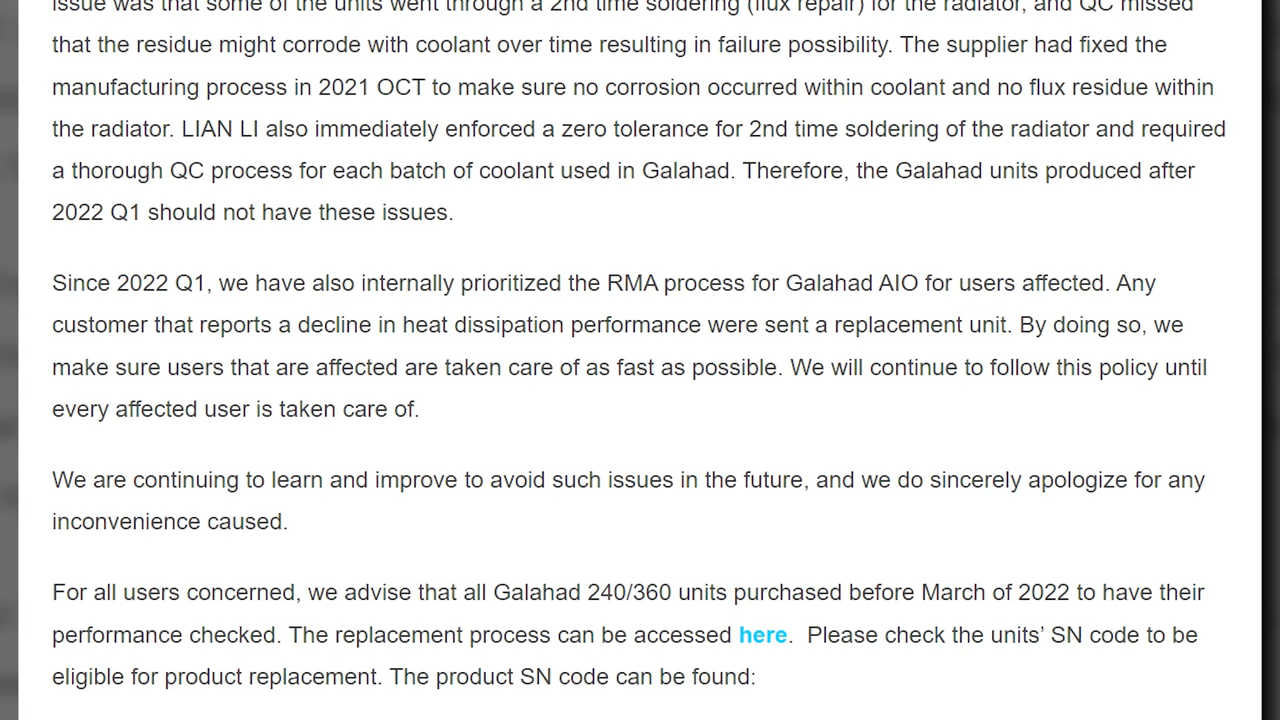 issue was that some of the units went through a 2nd time soldering (flux repair) for the radiator, and QC missed
that the residue might corrode with coolant over time resulting in failure possibility. The supplier had fixed the
manufacturing process in 2021 OCT to make sure no corrosion occurred within coolant and no flux residue within
the radiator. LIAN LI also immediately enforced a zero tolerance for 2nd time soldering of the radiator and required
a thorough QC process for each batch of coolant used in Galahad. Therefore, the Galahad units produced after
2022 Q1 should not have these issues.
Since 2022 Q1, we have also internally prioritized the RMA process for Galahad AIO for users affected. Any
customer that reports a decline in heat dissipation performance were sent a replacement unit. By doing so, we
make sure users that are affected are taken care of as fast as possible. We will continue to follow this policy until
every affected user is taken care of.
We are continuing to learn and improve to avoid such issues in the future, and we do sincerely apologize for any
inconvenience caused.
For all users concerned, we advise that all Galahad 240/360 units purchased before March of 2022 to have their
performance checked. The replacement process can be accessed here.  Please check the units’ SN code to be
eligible for product replacement. The product SN code can be found: